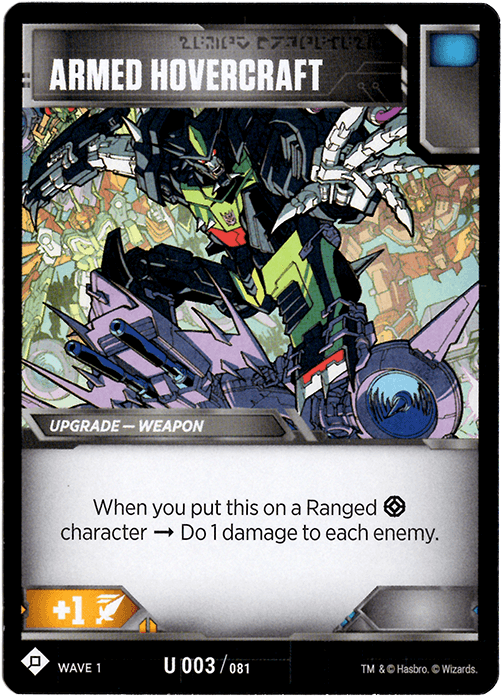 ARMED HOVERCRAFT
UPGRADE — WEAPON
When you put this on a Ranged
character → Do 1 damage to each enemy.
+1
WAVE 1
U 003 / 081
TM & © Hasbro. © Wizards.